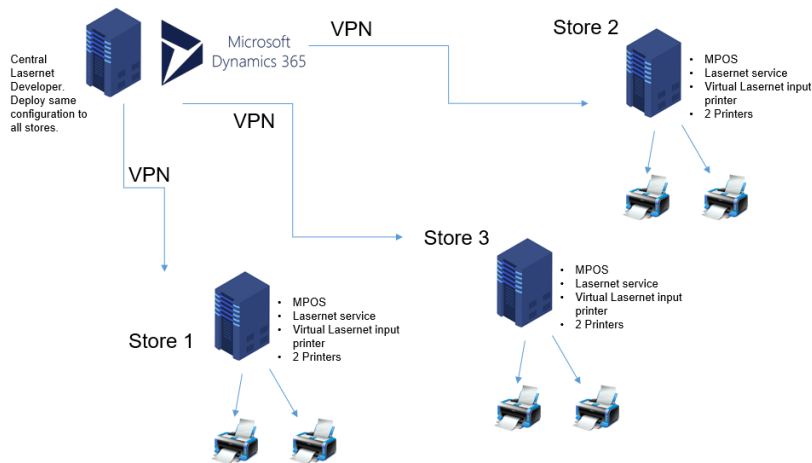 Central
Lasernet
Developer.
Deploy same
configuration to
all stores.
Microsoft
Dynamics 365
VPN
VPN
VPN
Store 2
• MPOS
• Lasernet service
• Virtual Lasernet input
printer
• 2 Printers
Store 3
• MPOS
• Lasernet service
• Virtual Lasernet input
printer
• 2 Printers
Store 1
• MPOS
• Lasernet service
• Virtual Lasernet input
printer
• 2 Printers